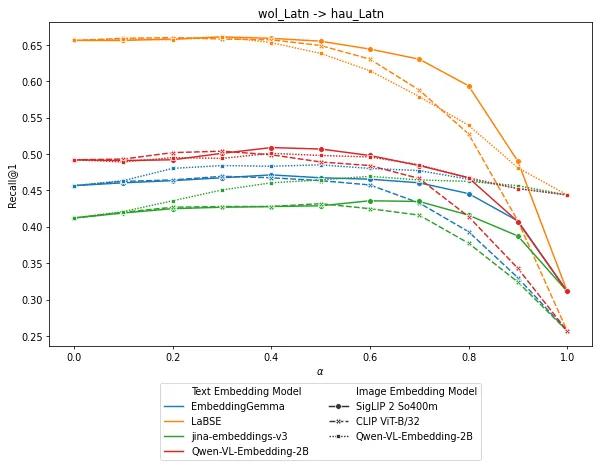 wol_Latn -> hau_Latn
Recall@1
0.65
0.60
0.55
0.50
0.45
0.40
0.35
0.30
0.25
0.0 0.2 0.4 0.6 0.8 1.0
α
Text Embedding Model Image Embedding Model
EmbeddingGemma SigLIP 2 So400m
LaBSE CLIP ViT-B/32
jina-embeddings-v3 Qwen-VL-Embedding-2B
Qwen-VL-Embedding-2B